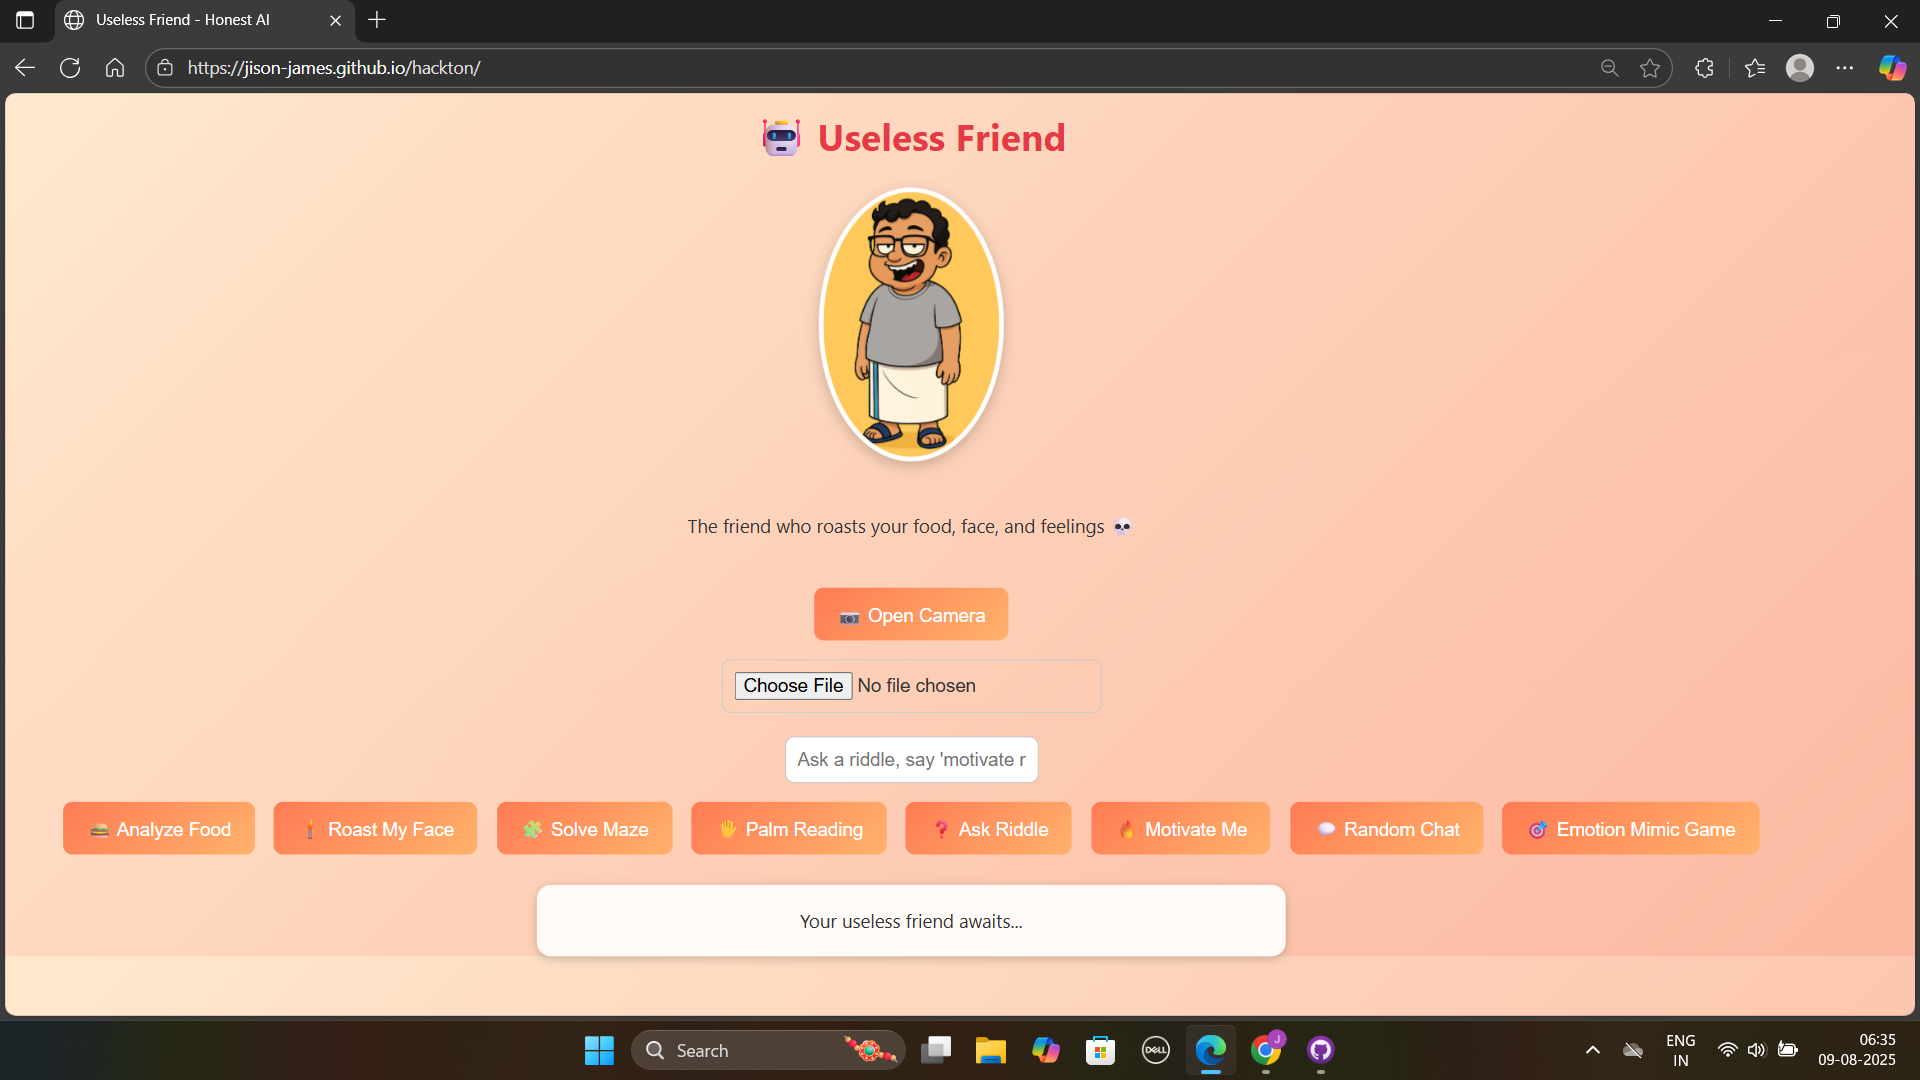 Useless Friend - Honest AI
https://jison-james.github.io/hackton/
Useless Friend
The friend who roasts your food, face, and feelings 💀
📷 Open Camera
Choose File No file chosen
Ask a riddle, say 'motivate r
🍔 Analyze Food
Roast My Face
🧩 Solve Maze
🖐 Palm Reading
❓ Ask Riddle
🔥 Motivate Me
💬 Random Chat
🎯 Emotion Mimic Game
Your useless friend awaits...
Search
DELL
J
ENG
IN
06:35
09-08-2025